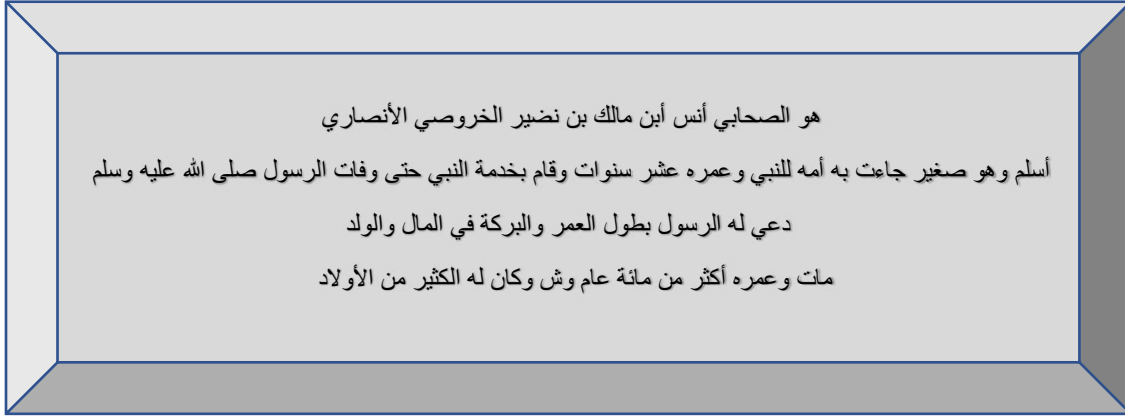 هو الصحابي أنس أبن مالك بن نضير الخروصي الأنصاري
أسلم وهو صغير جاءت به أمه للنبي وعمره عشر سنوات وقام بخدمة النبي حتى وفات الرسول صلى الله عليه وسلم
دعي له الرسول بطول العمر والبركة في المال والولد
مات وعمره أكثر من مائة عام وش وكان له الكثير من الأولاد